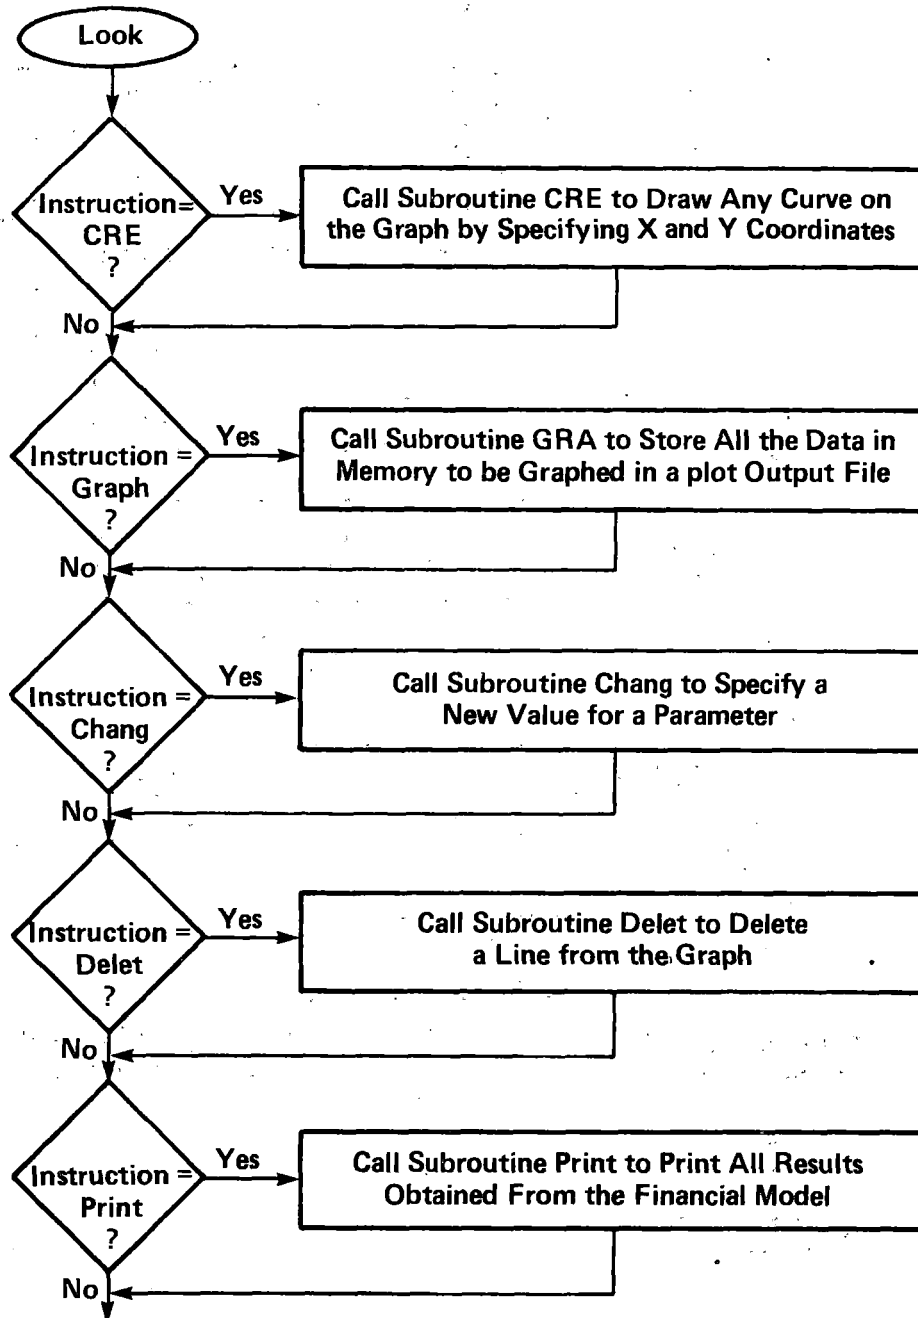 Look
Instruction=
CRE
?
Yes
Call Subroutine CRE to Draw Any Curve on
the Graph by Specifying X and Y Coordinates
No
Instruction =
Graph
?
Yes
Call Subroutine GRA to Store All the Data in
Memory to be Graphed in a plot Output File
No
Instruction =
Chang
?
Yes
Call Subroutine Chang to Specify a
New Value for a Parameter
No
Instruction =
Delet
?
Yes
Call Subroutine Delet to Delete
a Line from the Graph
No
Instruction =
Print
?
Yes
Call Subroutine Print to Print All Results
Obtained From the Financial Model
No